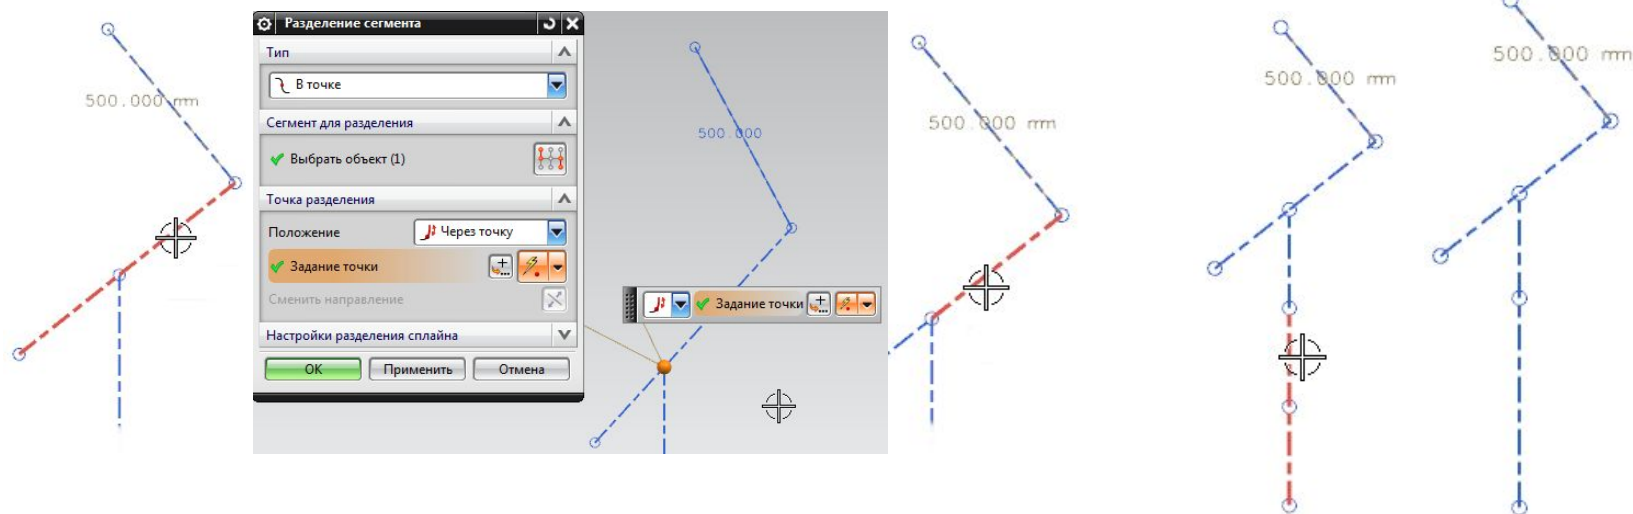 500.000 mm
Разделение сегмента
Тип
В точке
Сегмент для разделения
Выбрать объект (1)
Точка разделения
Положение
Через точку
Задание точки
Сменить направление
Настройки разделения сплайна
ОК
Применить
Отмена
500.000
Задание точки
500.000 mm
500.000 mm
500.000 mm